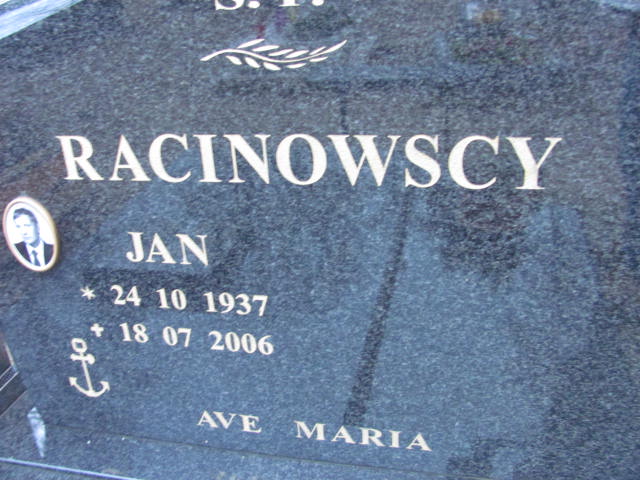 Ś. P.
RACINOWSCY
JAN
* 24 10 1937
+ 18 07 2006
AVE MARIA